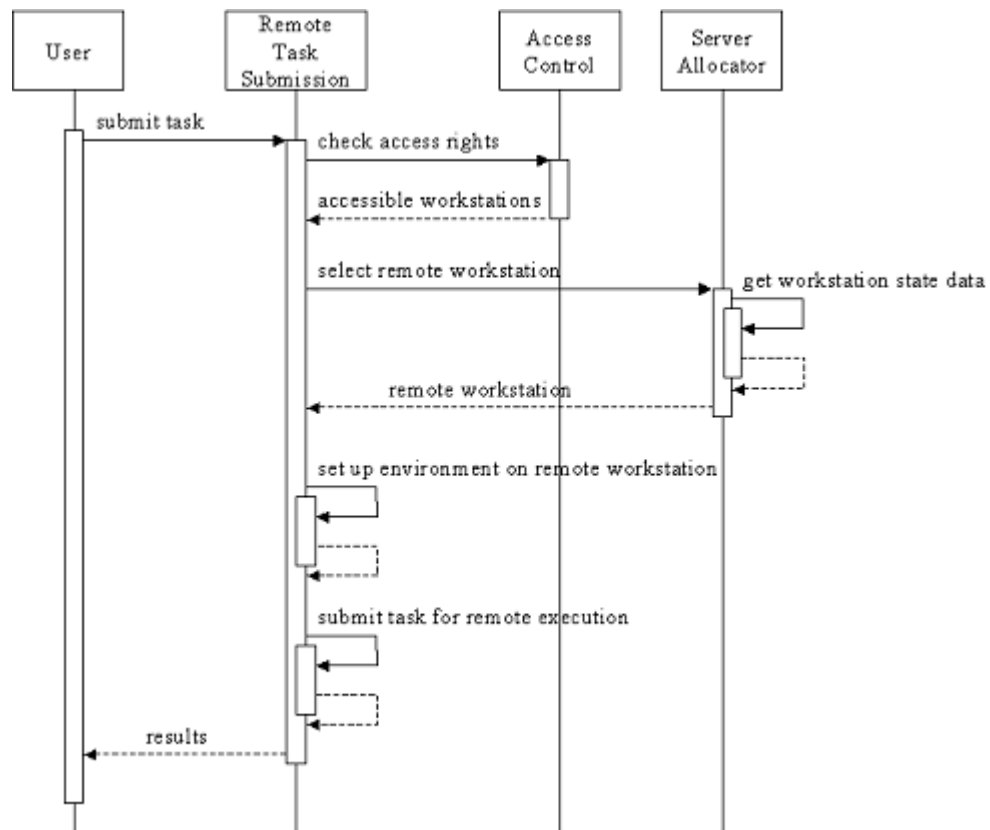 User
Remote
Task
Submission
Access
Control
Server
Allocator
submit task
check access rights
accessible workstations
select remote workstation
get workstation state data
remote workstation
set up environment on remote workstation
submit task for remote execution
results